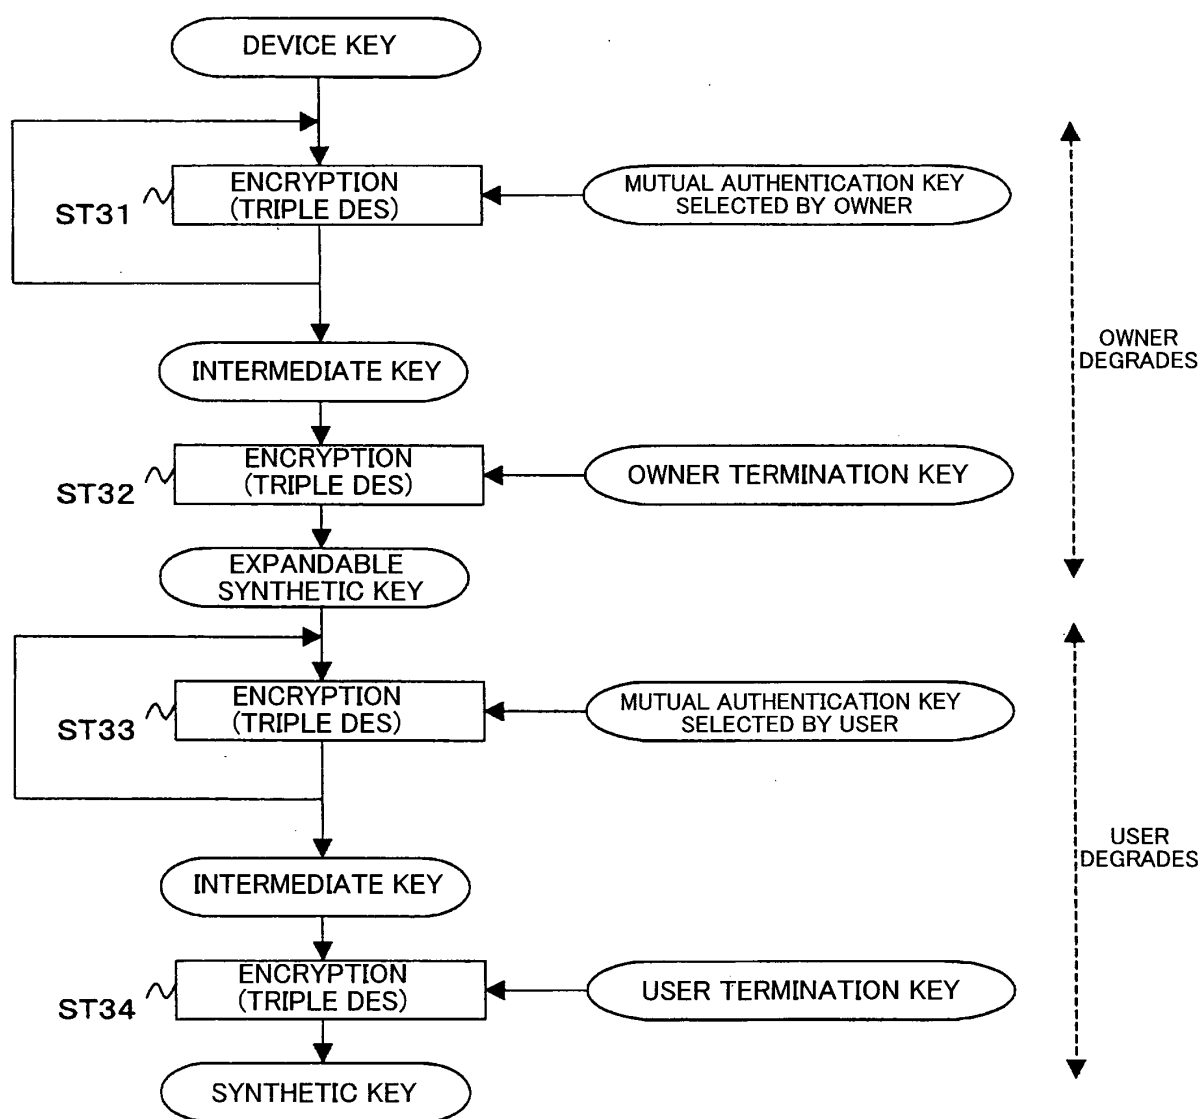 DEVICE KEY
ENCRYPTION
(TRIPLE DES)
ST31
MUTUAL AUTHENTICATION KEY
SELECTED BY OWNER
INTERMEDIATE KEY
OWNER
DEGRADES
ENCRYPTION
(TRIPLE DES)
ST32
OWNER TERMINATION KEY
EXPANDABLE
SYNTHETIC KEY
ENCRYPTION
(TRIPLE DES)
ST33
MUTUAL AUTHENTICATION KEY
SELECTED BY USER
USER
DEGRADES
INTERMEDIATE KEY
ENCRYPTION
(TRIPLE DES)
ST34
USER TERMINATION KEY
SYNTHETIC KEY